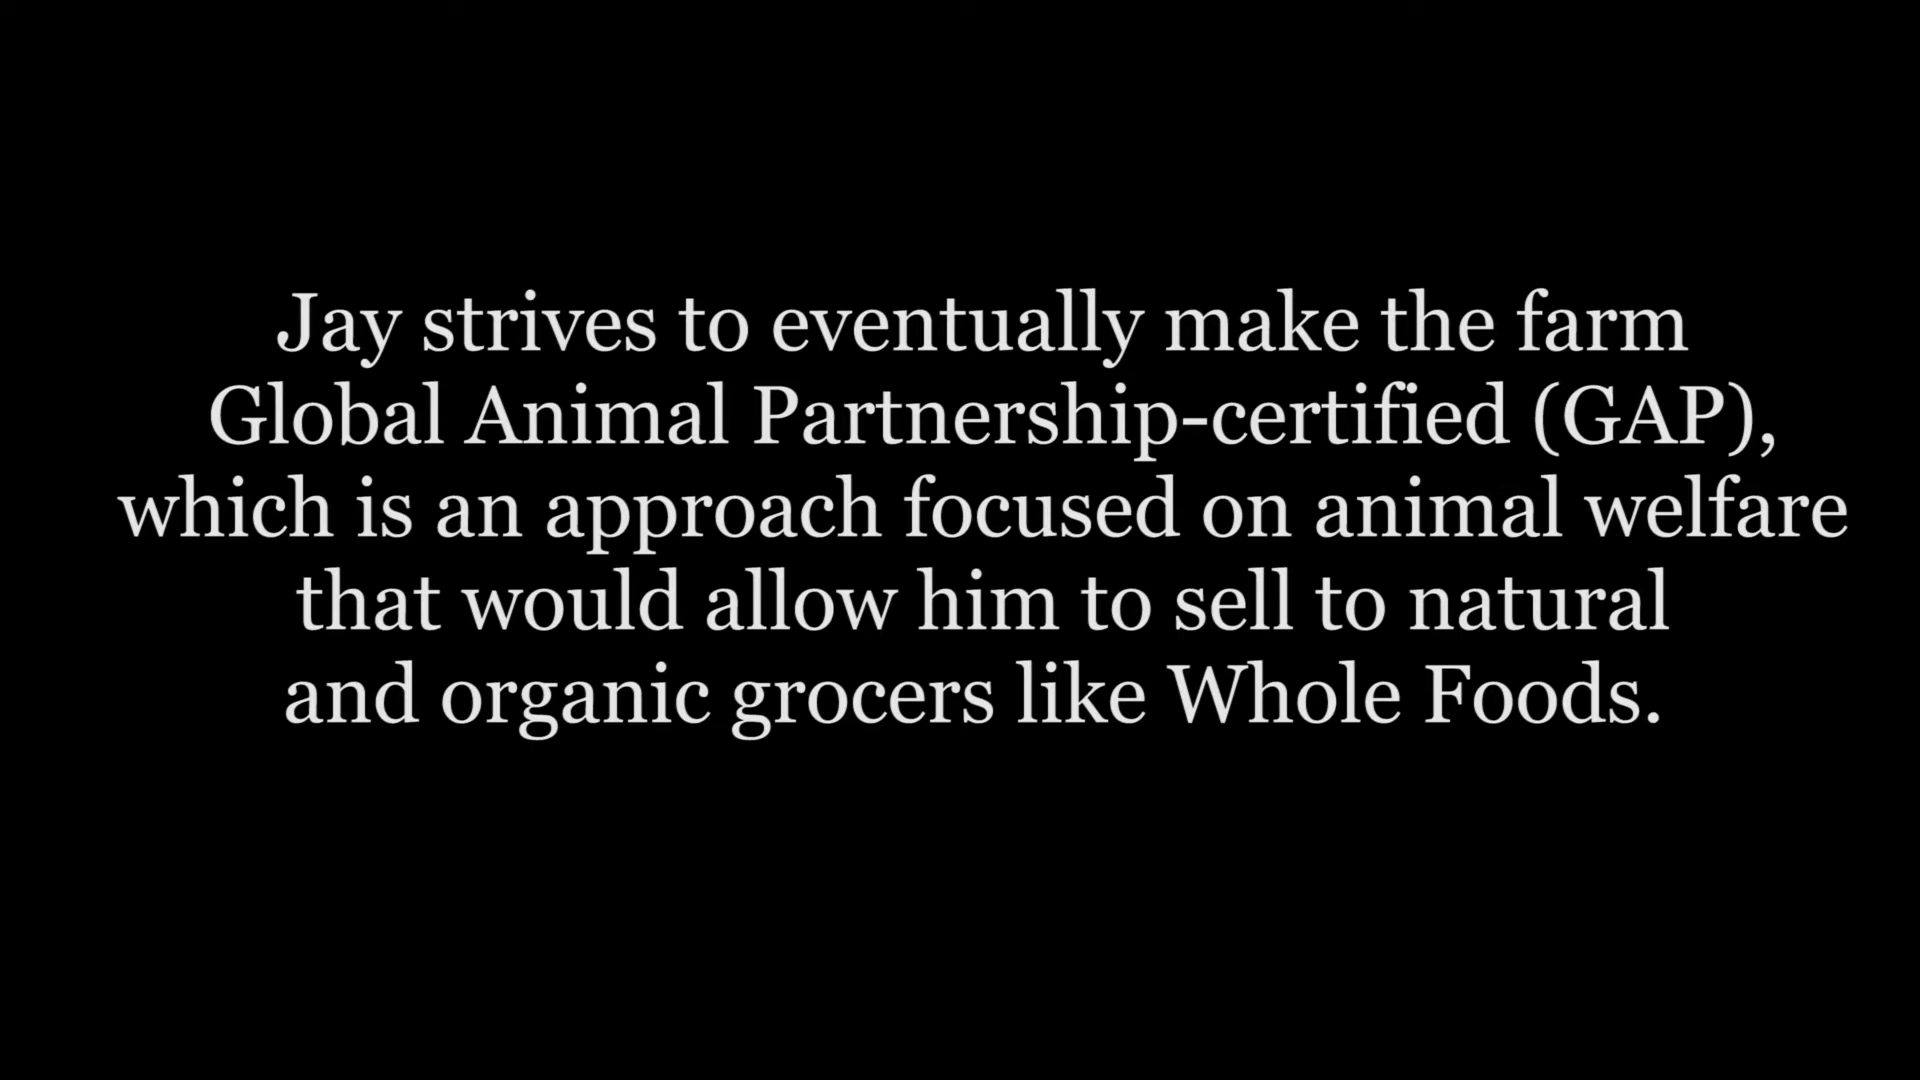 Jay strives to eventually make the farm
Global Animal Partnership-certified (GAP),
which is an approach focused on animal welfare
that would allow him to sell to natural
and organic grocers like Whole Foods.